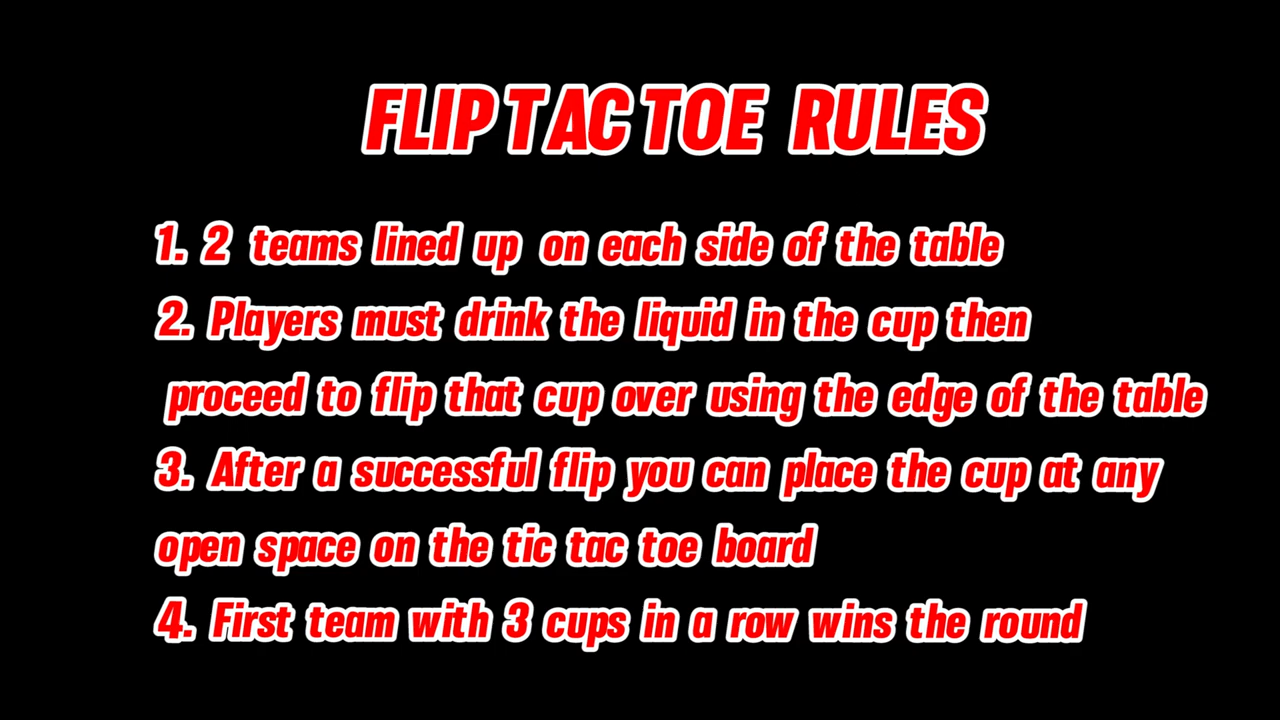 FLIP TAC TOE RULES
1. 2 teams lined up on each side of the table
2. Players must drink the liquid in the cup then
proceed to flip that cup over using the edge of the table
3. After a successful flip you can place the cup at any
open space on the tic tac toe board
4. First team with 3 cups in a row wins the round